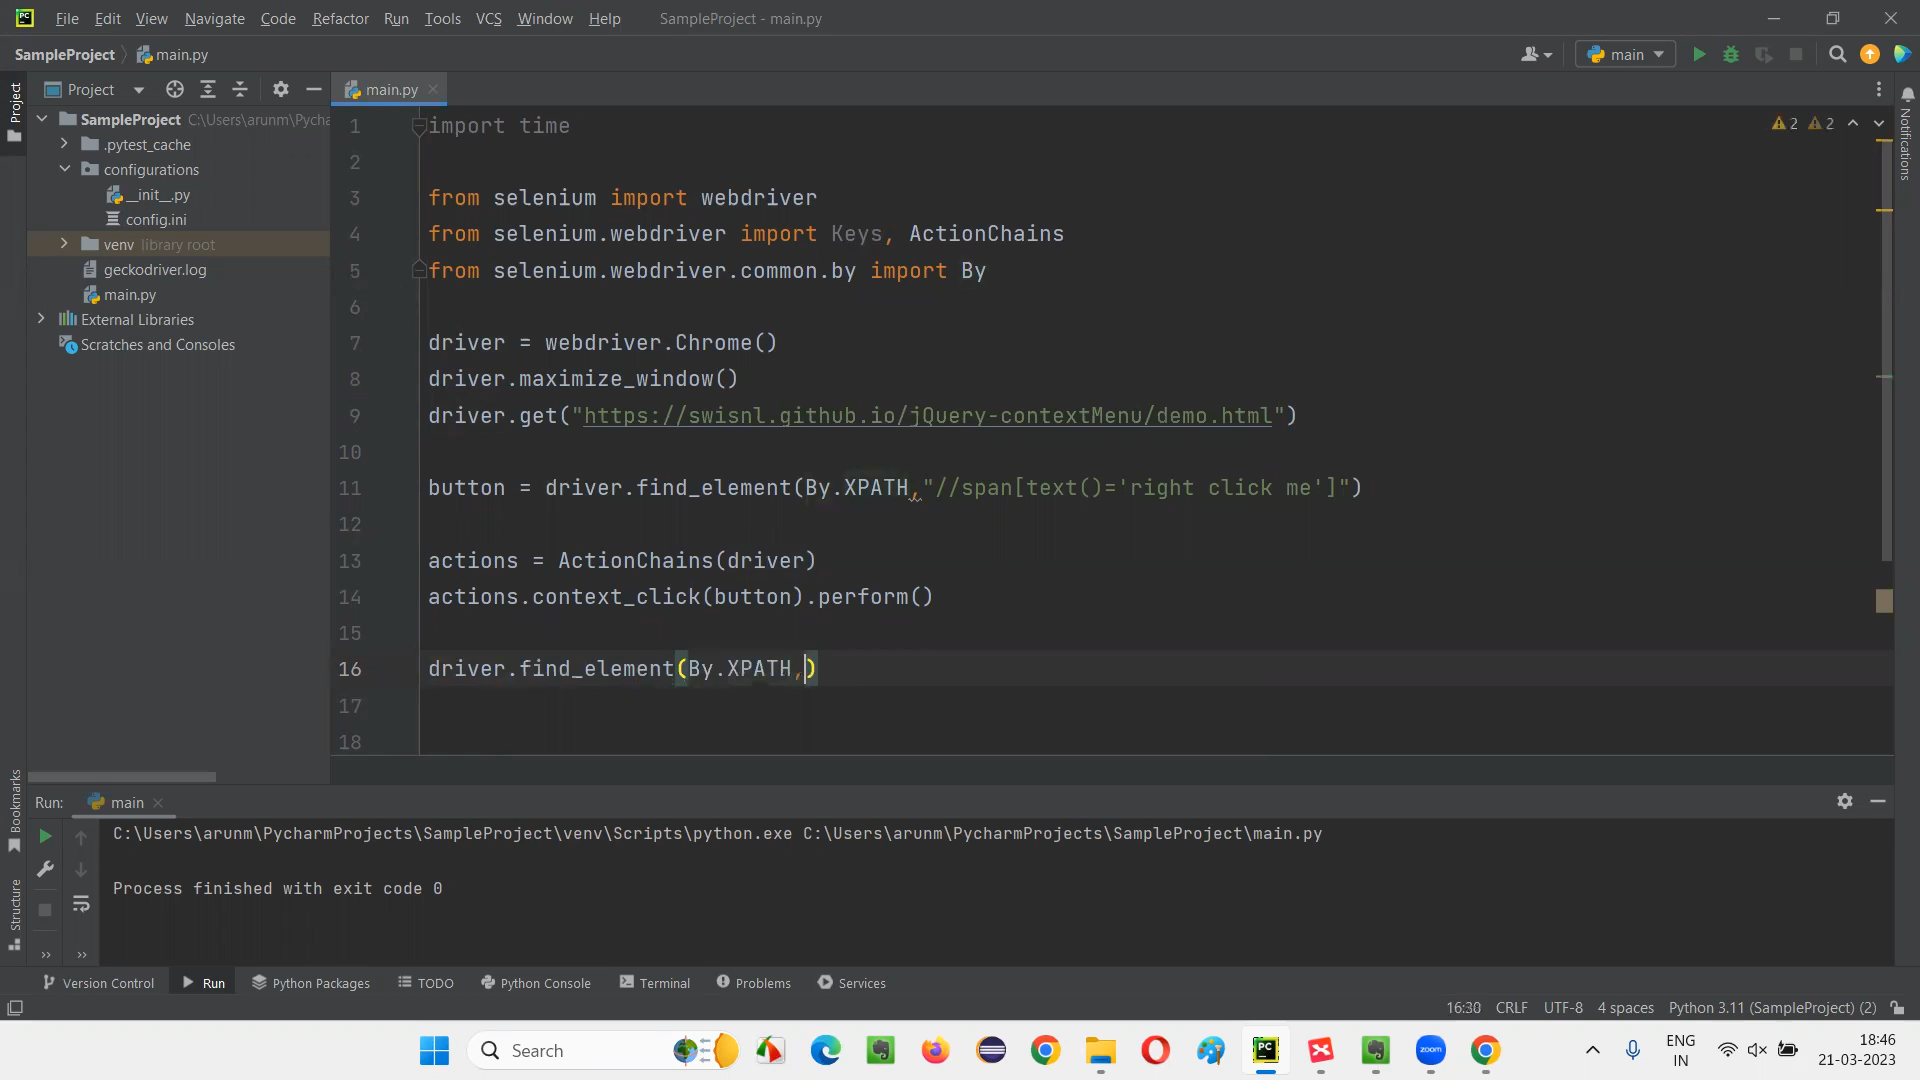 File Edit View Navigate Code Refactor Run Tools VCS Window Help SampleProject - main.py
SampleProject main.py main
Project main.py
SampleProject C:\Users\arunm\Pycha
.pytest_cache
configurations
__init__.py
config.ini
venv library root
geckodriver.log
main.py
External Libraries
Scratches and Consoles
Project
Bookmarks
Structure
Notifications
2 2
1 import time
2
3 from selenium import webdriver
4 from selenium.webdriver import Keys, ActionChains
5 from selenium.webdriver.common.by import By
6
7 driver = webdriver.Chrome()
8 driver.maximize_window()
9 driver.get("https://swisnl.github.io/jQuery-contextMenu/demo.html")
10
11 button = driver.find_element(By.XPATH,"//span[text()='right click me']")
12
13 actions = ActionChains(driver)
14 actions.context_click(button).perform()
15
16 driver.find_element(By.XPATH,)
17
18
Run: main
C:\Users\arunm\PycharmProjects\SampleProject\venv\Scripts\python.exe C:\Users\arunm\PycharmProjects\SampleProject\main.py
Process finished with exit code 0
Version Control Run Python Packages TODO Python Console Terminal Problems Services
16:30 CRLF UTF-8 4 spaces Python 3.11 (SampleProject) (2)
Search
zoom
ENG
IN
18:46
21-03-2023